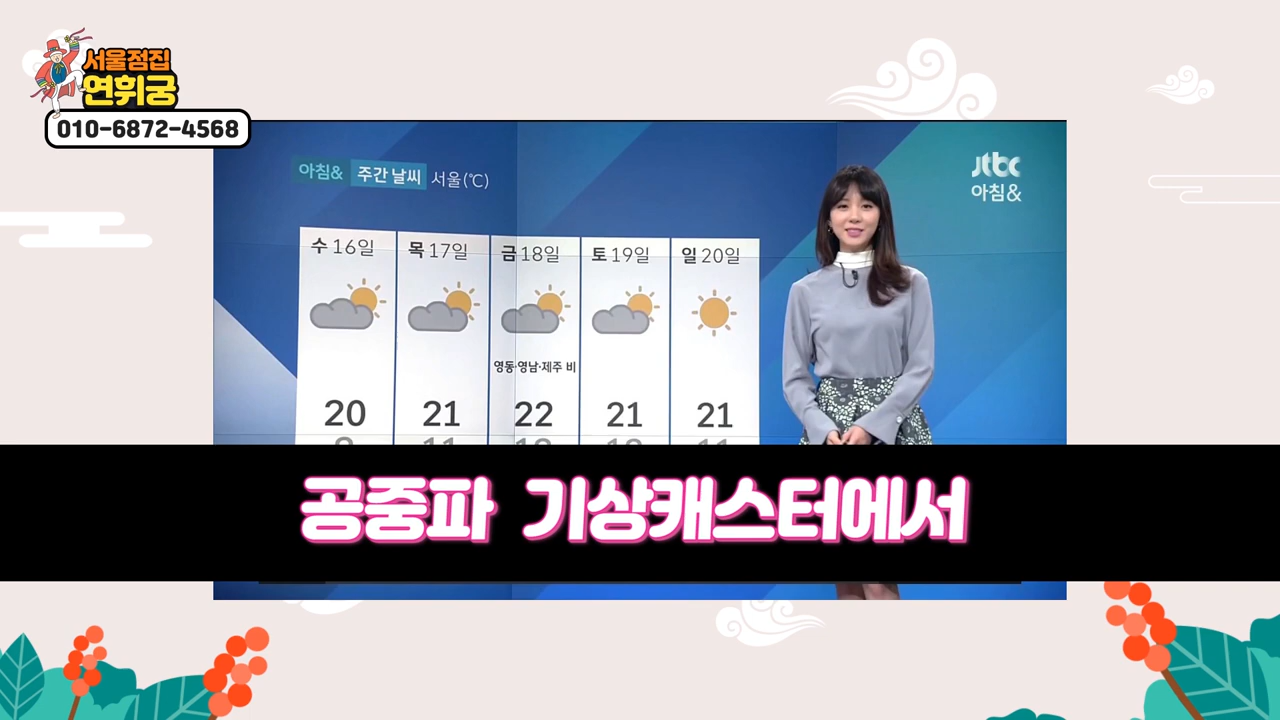 서울점집
연휘궁
010-6872-4568
아침& 주간 날씨 서울(℃)
jtbc
아침&
수 16일 목 17일 금 18일 토 19일 일 20일
영동·영남·제주 비
20 21 22 21 21
공중파 기상캐스터에서